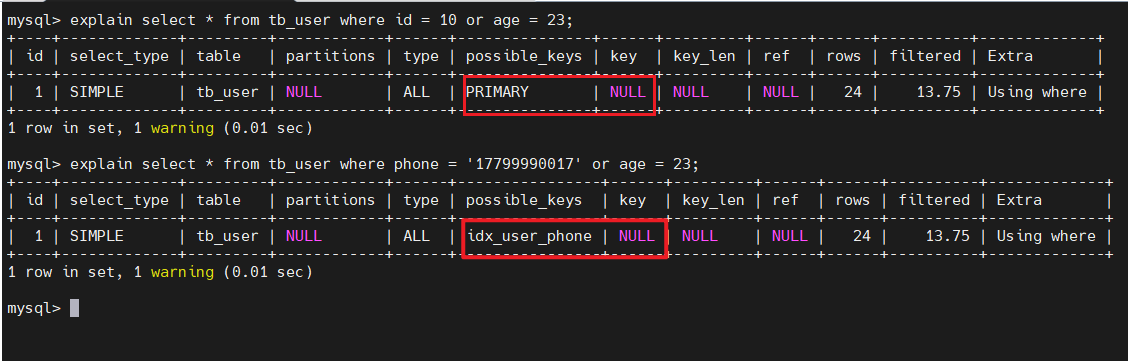 mysql> explain select * from tb_user where id = 10 or age = 23;
+----+-------------+---------+------------+------+---------------+------+---------+------+------+----------+-------------+
| id | select_type | table   | partitions | type | possible_keys | key  | key_len | ref  | rows | filtered | Extra       |
+----+-------------+---------+------------+------+---------------+------+---------+------+------+----------+-------------+
|  1 | SIMPLE      | tb_user | NULL       | ALL  | PRIMARY       | NULL | NULL    | NULL |   24 |    13.75 | Using where |
+----+-------------+---------+------------+------+---------------+------+---------+------+------+----------+-------------+
1 row in set, 1 warning (0.01 sec)
mysql> explain select * from tb_user where phone = '17799990017' or age = 23;
+----+-------------+---------+------------+------+----------------+------+---------+------+------+----------+-------------+
| id | select_type | table   | partitions | type | possible_keys  | key  | key_len | ref  | rows | filtered | Extra       |
+----+-------------+---------+------------+------+----------------+------+---------+------+------+----------+-------------+
|  1 | SIMPLE      | tb_user | NULL       | ALL  | idx_user_phone | NULL | NULL    | NULL |   24 |    13.75 | Using where |
+----+-------------+---------+------------+------+----------------+------+---------+------+------+----------+-------------+
1 row in set, 1 warning (0.01 sec)
mysql>